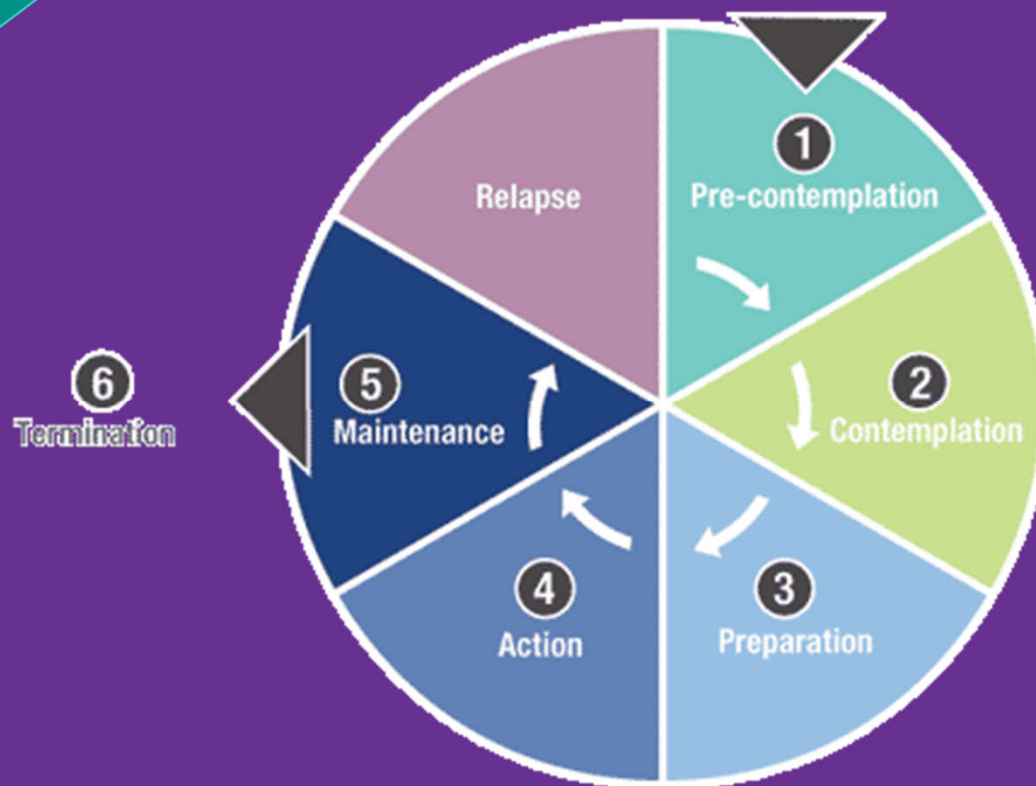 1
Pre-contemplation
2
Contemplation
3
Preparation
4
Action
5
Maintenance
6
Termination
Relapse